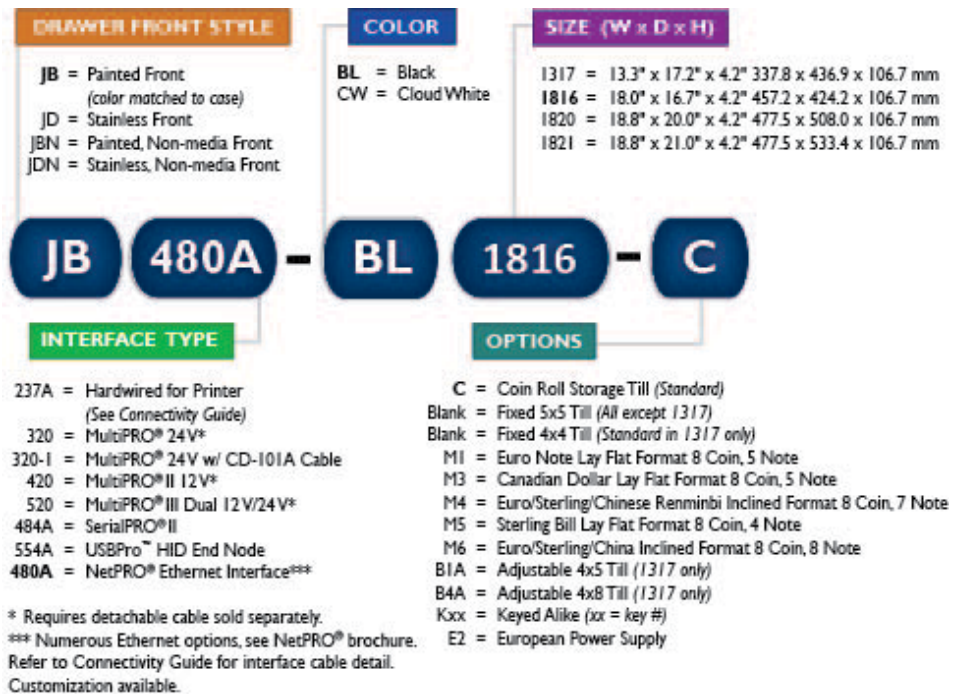 DRAWER FRONT STYLE
JB = Painted Front
(color matched to case)
JD = Stainless Front
JBN = Painted, Non-media Front
JDN = Stainless, Non-media Front
COLOR
BL = Black
CW = Cloud White
SIZE (W x D x H)
1317 = 13.3" x 17.2" x 4.2" 337.8 x 436.9 x 106.7 mm
1816 = 18.0" x 16.7" x 4.2" 457.2 x 424.2 x 106.7 mm
1820 = 18.8" x 20.0" x 4.2" 477.5 x 508.0 x 106.7 mm
1821 = 18.8" x 21.0" x 4.2" 477.5 x 533.4 x 106.7 mm
JB 480A - BL 1816 - C
INTERFACE TYPE
237A = Hardwired for Printer
(See Connectivity Guide)
320 = MultiPRO® 24V*
320-1 = MultiPRO® 24V w/ CD-101A Cable
420 = MultiPRO® II 12V*
520 = MultiPRO® III Dual 12V/24V*
484A = SerialPRO® II
554A = USBPro™ HID End Node
480A = NetPRO® Ethernet Interface***
* Requires detachable cable sold separately.
*** Numerous Ethernet options, see NetPRO® brochure.
Refer to Connectivity Guide for interface cable detail.
Customization available.
OPTIONS
C = Coin Roll Storage Till (Standard)
Blank = Fixed 5x5 Till (All except 1317)
Blank = Fixed 4x4 Till (Standard in 1317 only)
M1 = Euro Note Lay Flat Format 8 Coin, 5 Note
M3 = Canadian Dollar Lay Flat Format 8 Coin, 5 Note
M4 = Euro/Sterling/Chinese Renminbi Inclined Format 8 Coin, 7 Note
M5 = Sterling Bill Lay Flat Format 8 Coin, 4 Note
M6 = Euro/Sterling/China Inclined Format 8 Coin, 8 Note
B1A = Adjustable 4x5 Till (1317 only)
B4A = Adjustable 4x8 Till (1317 only)
Kxx = Keyed Alike (xx = key #)
E2 = European Power Supply